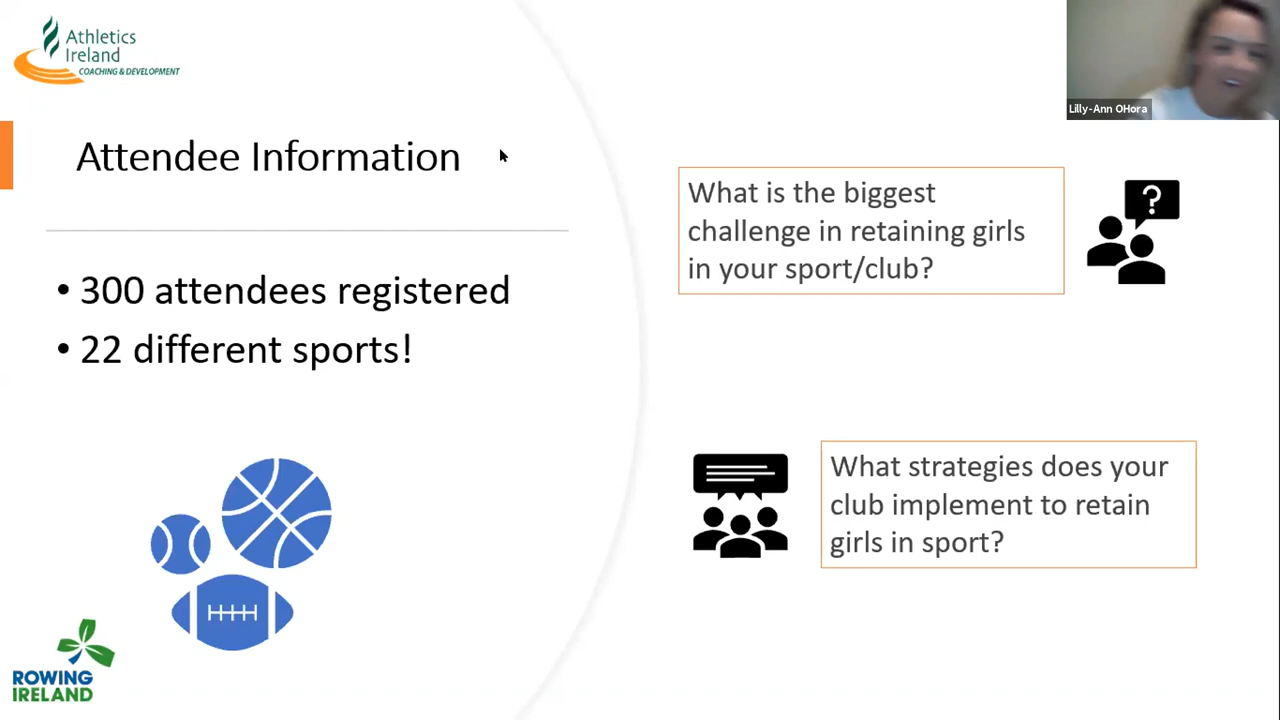 Athletics
Ireland
COACHING & DEVELOPMENT
Lilly-Ann OHora
Attendee Information
• 300 attendees registered
• 22 different sports!
What is the biggest
challenge in retaining girls
in your sport/club?
?
What strategies does your
club implement to retain
girls in sport?
ROWING
IRELAND